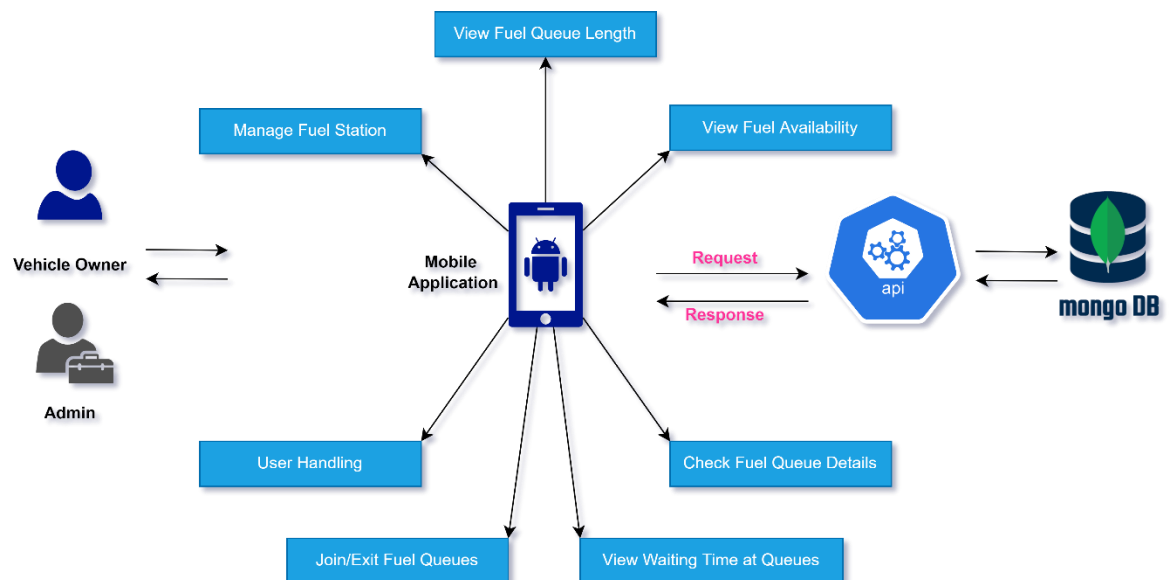 View Fuel Queue Length
Manage Fuel Station
View Fuel Availability
Vehicle Owner
Mobile
Application
Request
Response
api
mongo DB
Admin
User Handling
Check Fuel Queue Details
Join/Exit Fuel Queues
View Waiting Time at Queues